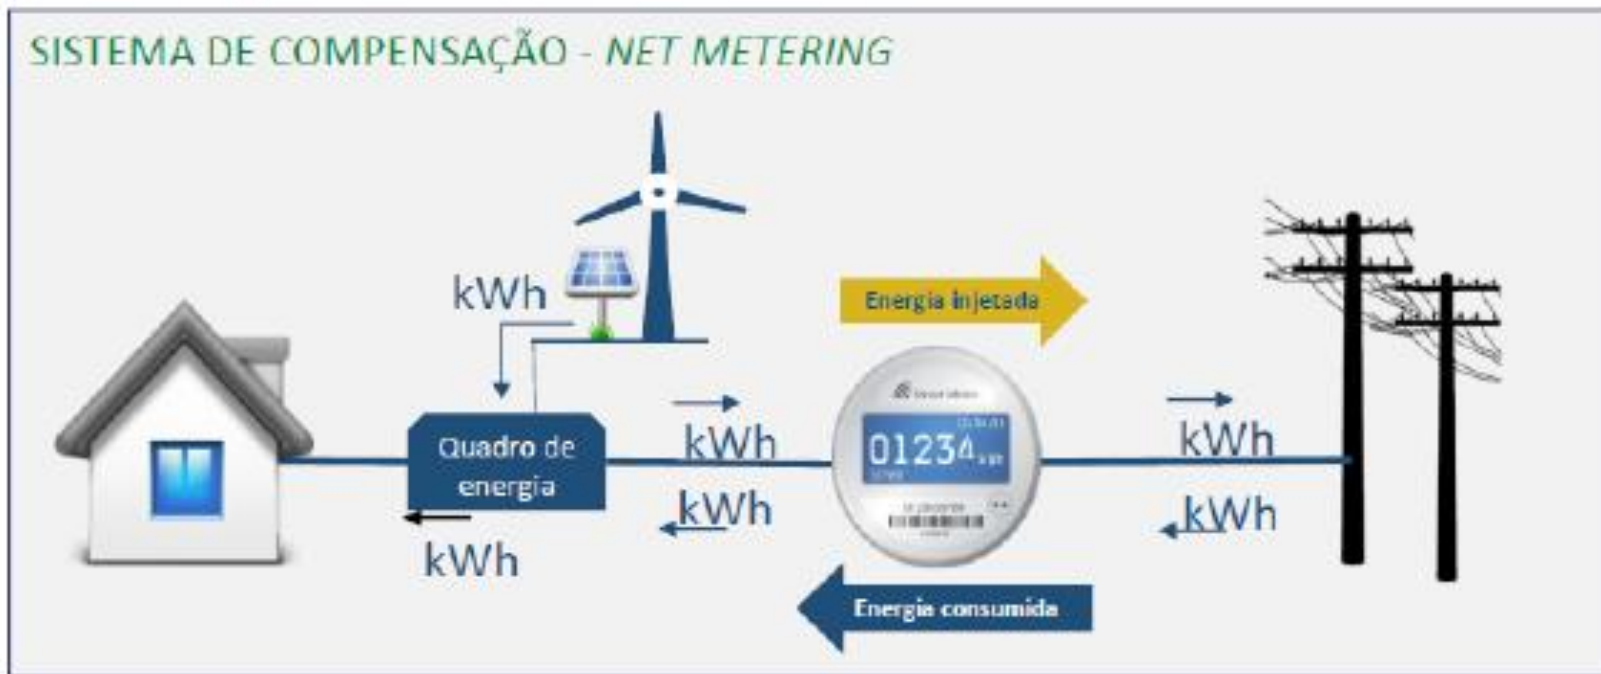 SISTEMA DE COMPENSAÇÃO - NET METERING
kWh
Energia injetada
Quadro de
energia
kWh
kWh
01234
kWh
kWh
kWh
Energia consumida